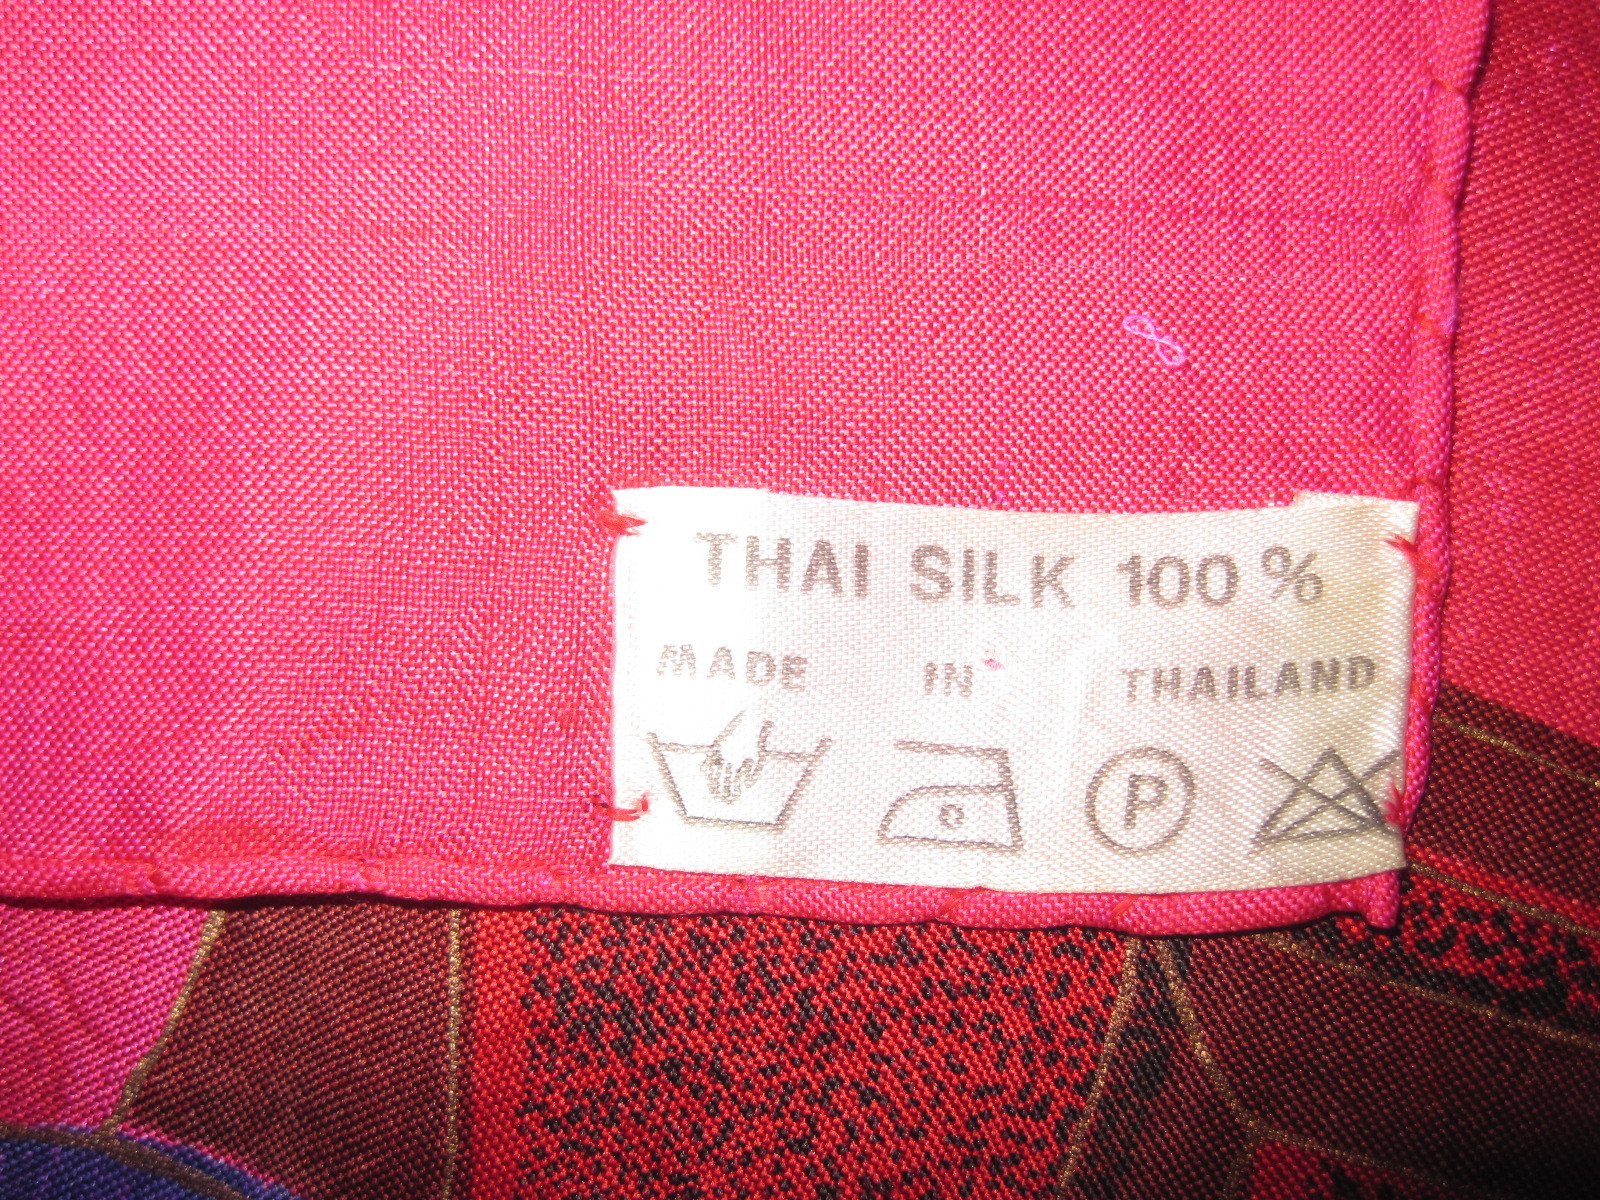 THAI SILK 100 %
MADE IN THAILAND
P